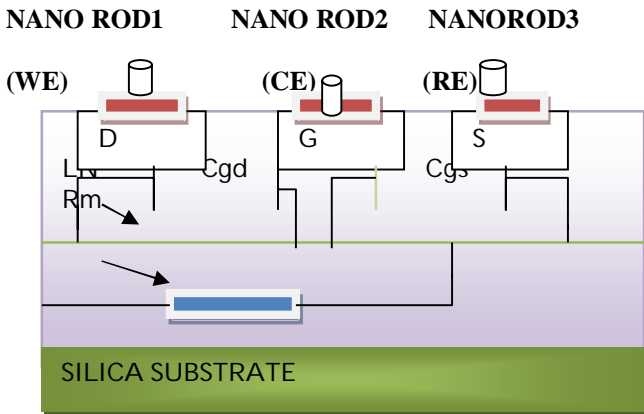 NANO ROD1 NANO ROD2 NANOROD3
(WE) (CE) (RE)
D G S
Cgd Cgs
Rm
SILICA SUBSTRATE